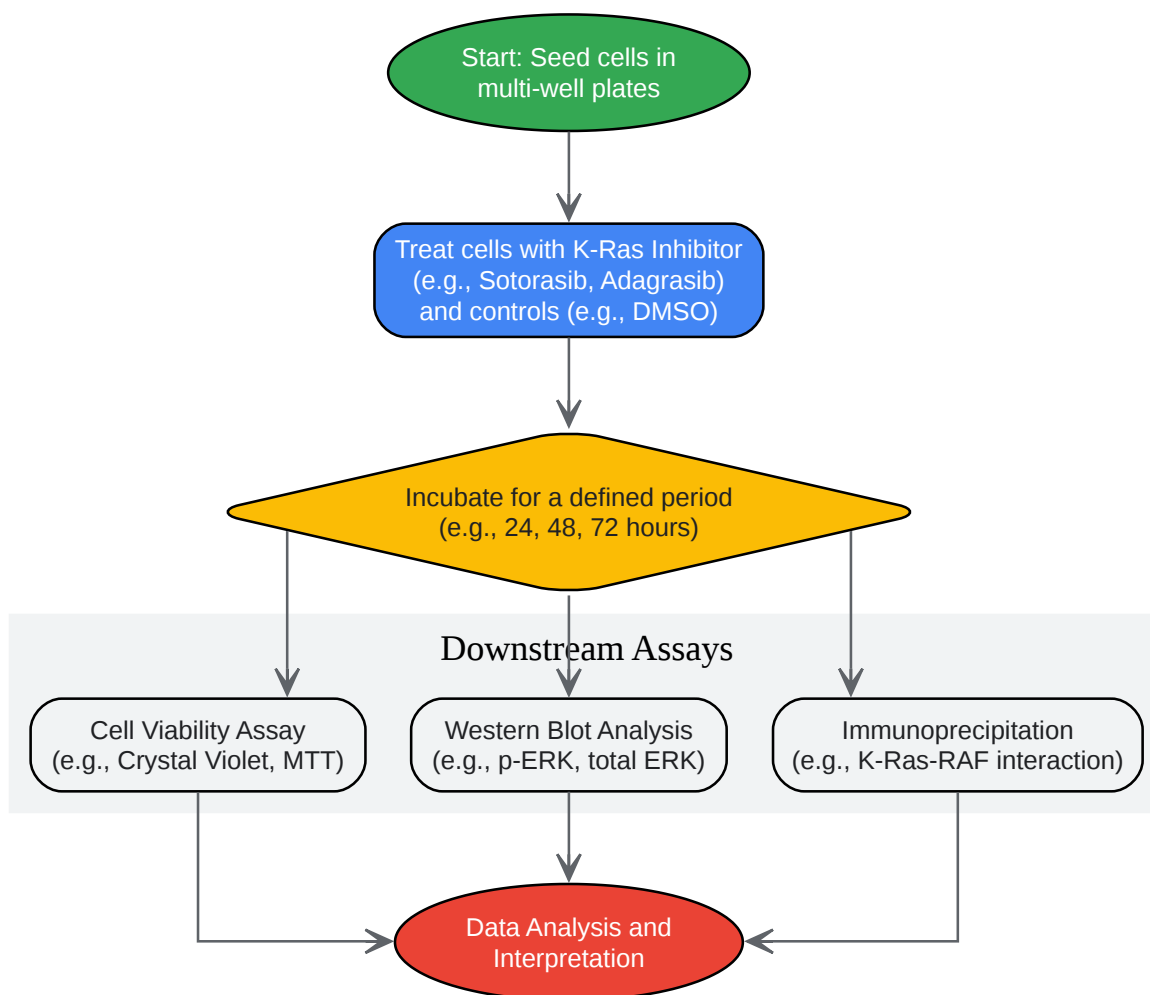 Start: Seed cells in
multi-well plates
Treat cells with K-Ras Inhibitor
(e.g., Sotorasib, Adagrasib)
and controls (e.g., DMSO)
Incubate for a defined period
(e.g., 24, 48, 72 hours)
Downstream Assays
Cell Viability Assay
(e.g., Crystal Violet, MTT)
Western Blot Analysis
(e.g., p-ERK, total ERK)
Immunoprecipitation
(e.g., K-Ras-RAF interaction)
Data Analysis and
Interpretation